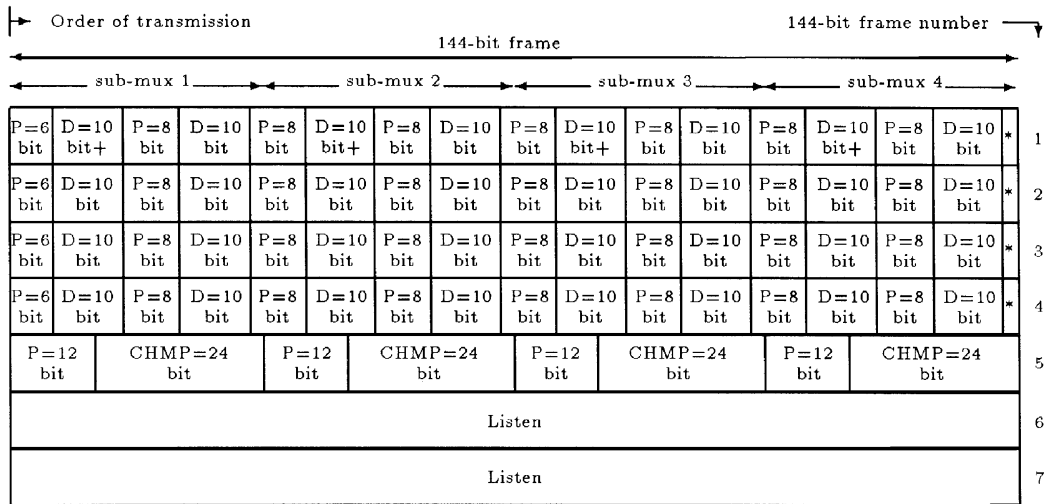 Order of transmission 144-bit frame number
144-bit frame
sub-mux 1 sub-mux 2 sub-mux 3 sub-mux 4
P=6 D=10 P=8 D=10 P=8 D=10 P=8 D=10 P=8 D=10 P=8 D=10 P=8 D=10 P=8 D=10 * 1
bit bit+ bit bit bit bit+ bit bit bit bit+ bit bit bit bit+ bit bit
P=6 D=10 P=8 D=10 P=8 D=10 P=8 D=10 P=8 D=10 P=8 D=10 P=8 D=10 P=8 D=10 * 2
bit bit bit bit bit bit bit bit bit bit bit bit bit bit bit bit
P=6 D=10 P=8 D=10 P=8 D=10 P=8 D=10 P=8 D=10 P=8 D=10 P=8 D=10 P=8 D=10 * 3
bit bit bit bit bit bit bit bit bit bit bit bit bit bit bit bit
P=6 D=10 P=8 D=10 P=8 D=10 P=8 D=10 P=8 D=10 P=8 D=10 P=8 D=10 P=8 D=10 * 4
bit bit bit bit bit bit bit bit bit bit bit bit bit bit bit bit
P=12 CHMP=24 P=12 CHMP=24 P=12 CHMP=24 P=12 CHMP=24 5
bit bit bit bit bit bit bit bit
Listen 6
Listen 7